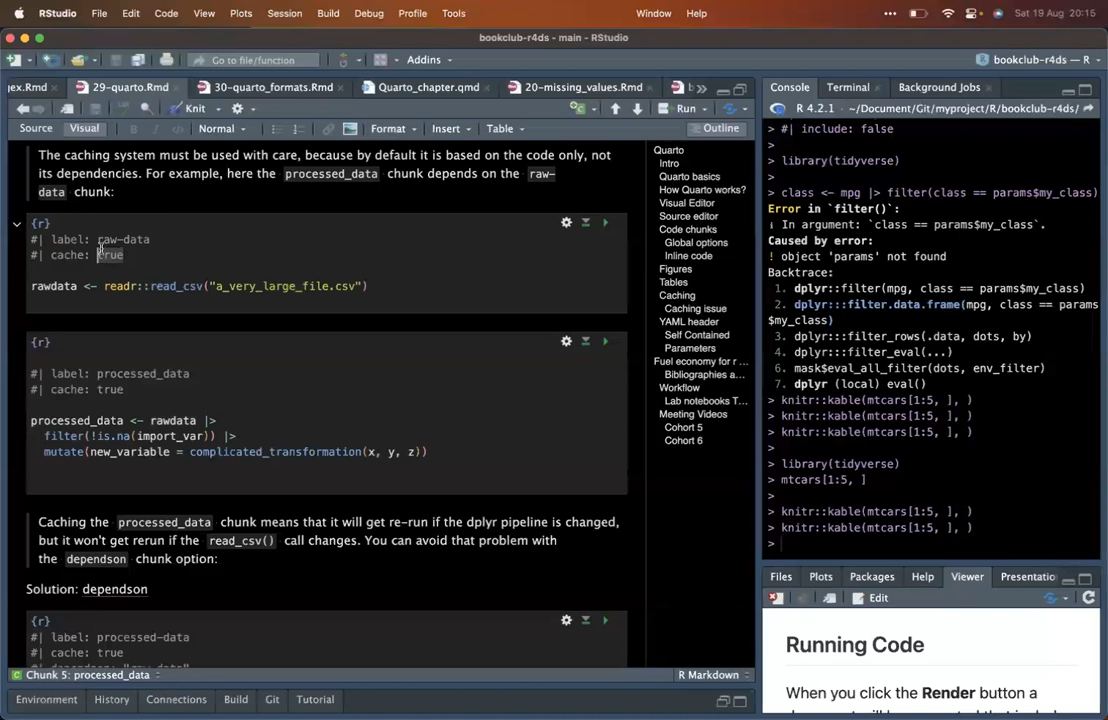 RStudio File Edit Code View Plots Session Build Debug Profile Tools Window Help Sat 19 Aug 20:15
bookclub-r4ds - main - RStudio
Go to file/function Addins bookclub-r4ds — R
gex.Rmd 29-quarto.Rmd 30-quarto_formats.Rmd Quarto_chapter.qmd 20-missing_values.Rmd
Knit Run
Source Visual Normal Format Insert Table Outline
The caching system must be used with care, because by default it is based on the code only, not
its dependencies. For example, here the processed_data chunk depends on the raw-
data chunk:
{r}
#| label: raw-data
#| cache: true
rawdata <- readr::read_csv("a_very_large_file.csv")
{r}
#| label: processed_data
#| cache: true
processed_data <- rawdata |>
filter(!is.na(import_var)) |>
mutate(new_variable = complicated_transformation(x, y, z))
Caching the processed_data chunk means that it will get re-run if the dplyr pipeline is changed,
but it won't get rerun if the read_csv() call changes. You can avoid that problem with
the dependson chunk option:
Solution: dependson
{r}
#| label: processed-data
#| cache: true
#| dependson: "raw-data"
Chunk 5: processed_data R Markdown
Environment History Connections Build Git Tutorial
Quarto
Intro
Quarto basics
How Quarto works?
Visual Editor
Source editor
Code chunks
Global options
Inline code
Figures
Tables
Caching
Caching issue
YAML header
Self Contained
Parameters
Fuel economy for r ...
Bibliographies a...
Workflow
Lab notebooks T...
Meeting Videos
Cohort 5
Cohort 6
Console Terminal Background Jobs
R 4.2.1 · ~/Document/Git/myproject/R/bookclub-r4ds/
> #| include: false
>
> library(tidyverse)
>
> class <- mpg |> filter(class == params$my_class)
Error in `filter()`:
ℹ In argument: `class == params$my_class`.
Caused by error:
! object 'params' not found
Backtrace:
1. dplyr::filter(mpg, class == params$my_class)
2. dplyr:::filter.data.frame(mpg, class == params
$my_class)
3. dplyr:::filter_rows(.data, dots, by)
4. dplyr:::filter_eval(...)
6. mask$eval_all_filter(dots, env_filter)
7. dplyr (local) eval()
> knitr::kable(mtcars[1:5, ], )
> knitr::kable(mtcars[1:5, ], )
> knitr::kable(mtcars[1:5, ], )
>
> library(tidyverse)
> mtcars[1:5, ]
>
> knitr::kable(mtcars[1:5, ], )
> knitr::kable(mtcars[1:5, ], )
>
Files Plots Packages Help Viewer Presentatio
Edit
Running Code
When you click the Render button a